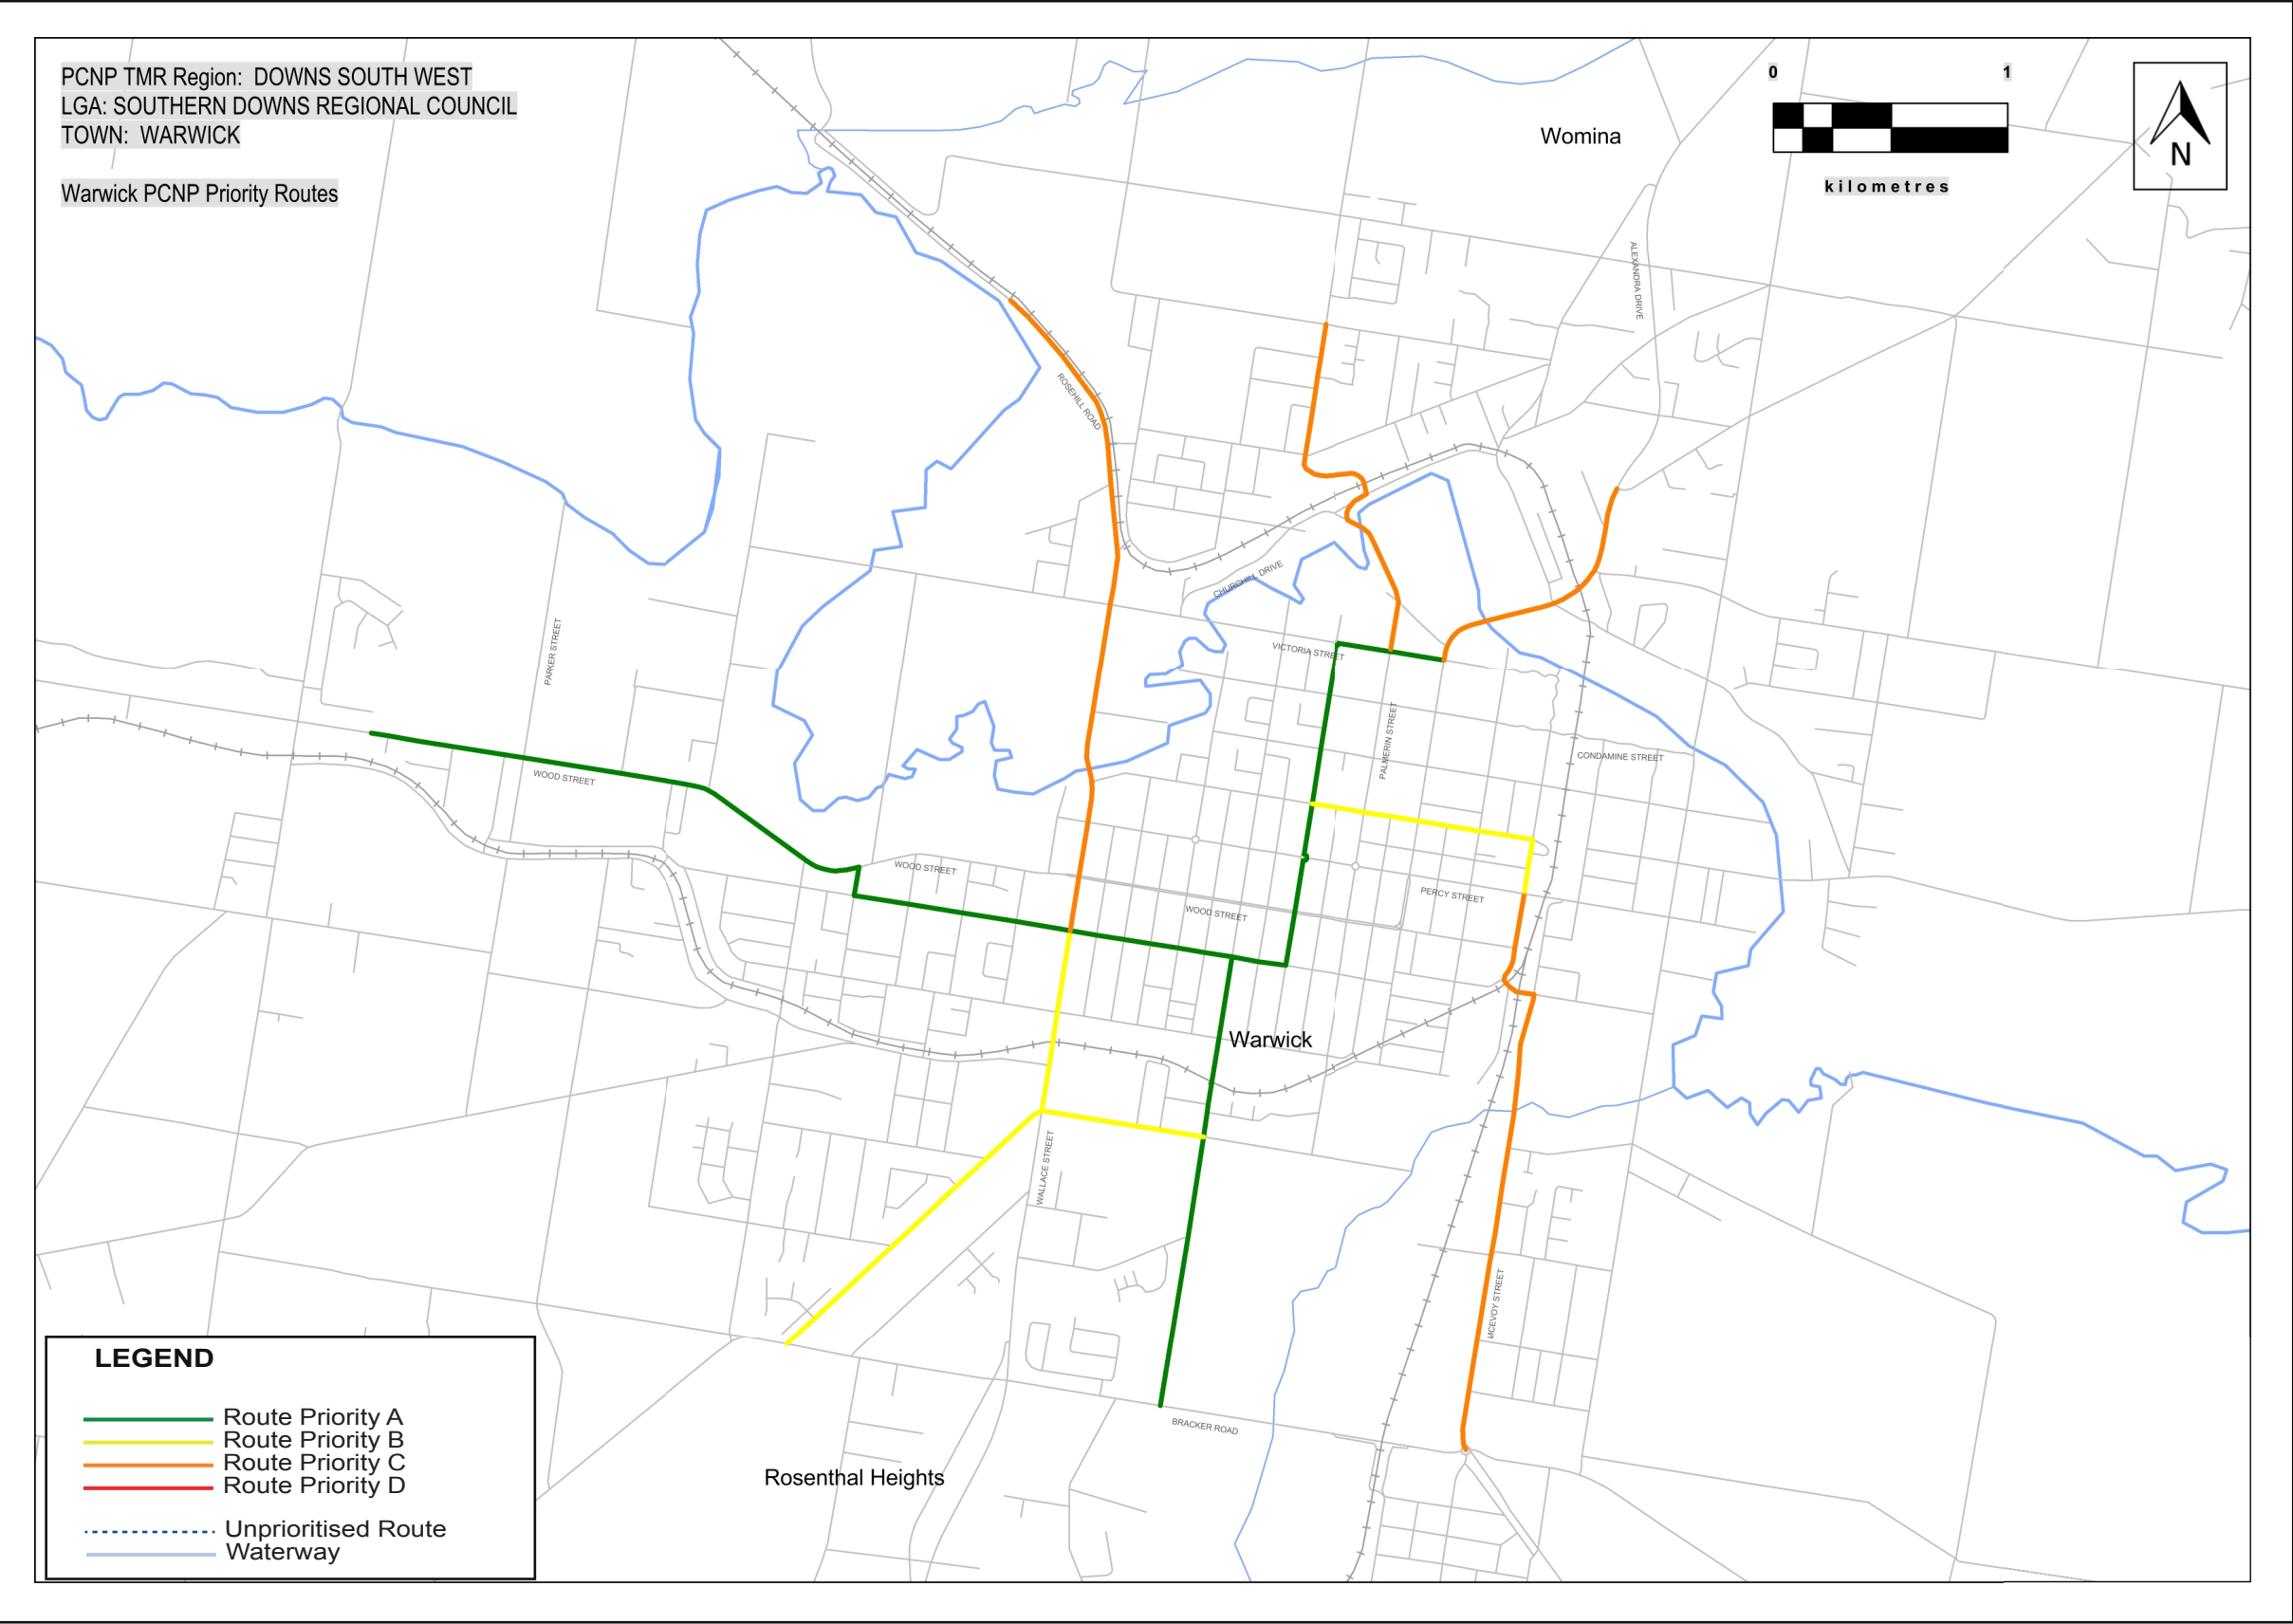 PCNP TMR Region:  DOWNS SOUTH WEST
LGA: SOUTHERN DOWNS REGIONAL COUNCIL
TOWN:  WARWICK
Warwick PCNP Priority Routes
0 1
kilometres
N
Womina
ALEXANDRA DRIVE
ROSEHILL ROAD
CHURCHILL DRIVE
PARKER STREET
VICTORIA STREET
PALMERIN STREET
CONDAMINE STREET
WOOD STREET
WOOD STREET
PERCY STREET
WOOD STREET
Warwick
WALLACE STREET
MCEVOY STREET
BRACKER ROAD
Rosenthal Heights
LEGEND
Route Priority A
Route Priority B
Route Priority C
Route Priority D
Unprioritised Route
Waterway